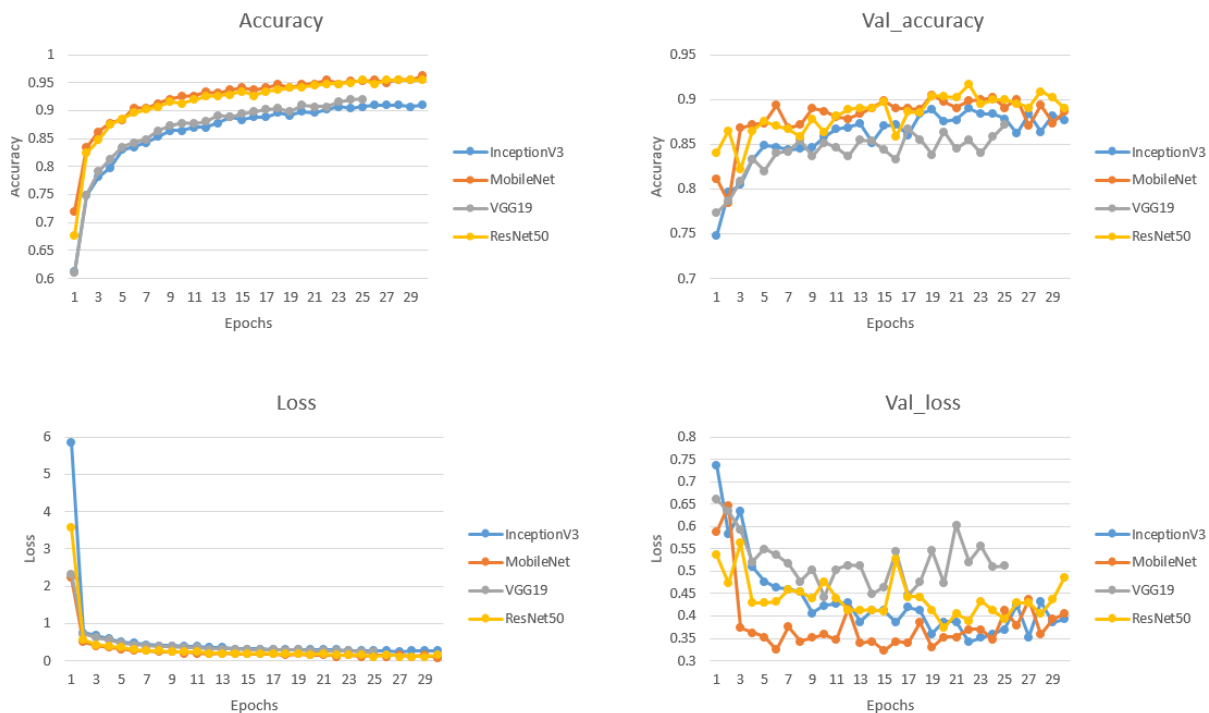 Accuracy
1
0.95
0.9
0.85
0.8
0.75
0.7
0.65
0.6
Accuracy
1 3 5 7 9 11 13 15 17 19 21 23 25 27 29
Epochs
InceptionV3
MobileNet
VGG19
ResNet50
Val_accuracy
0.95
0.9
0.85
0.8
0.75
0.7
Accuracy
1 3 5 7 9 11 13 15 17 19 21 23 25 27 29
Epochs
InceptionV3
MobileNet
VGG19
ResNet50
Loss
6
5
4
3
2
1
0
Loss
1 3 5 7 9 11 13 15 17 19 21 23 25 27 29
Epochs
InceptionV3
MobileNet
VGG19
ResNet50
Val_loss
0.8
0.75
0.7
0.65
0.6
0.55
0.5
0.45
0.4
0.35
0.3
Loss
1 3 5 7 9 11 13 15 17 19 21 23 25 27 29
Epochs
InceptionV3
MobileNet
VGG19
ResNet50